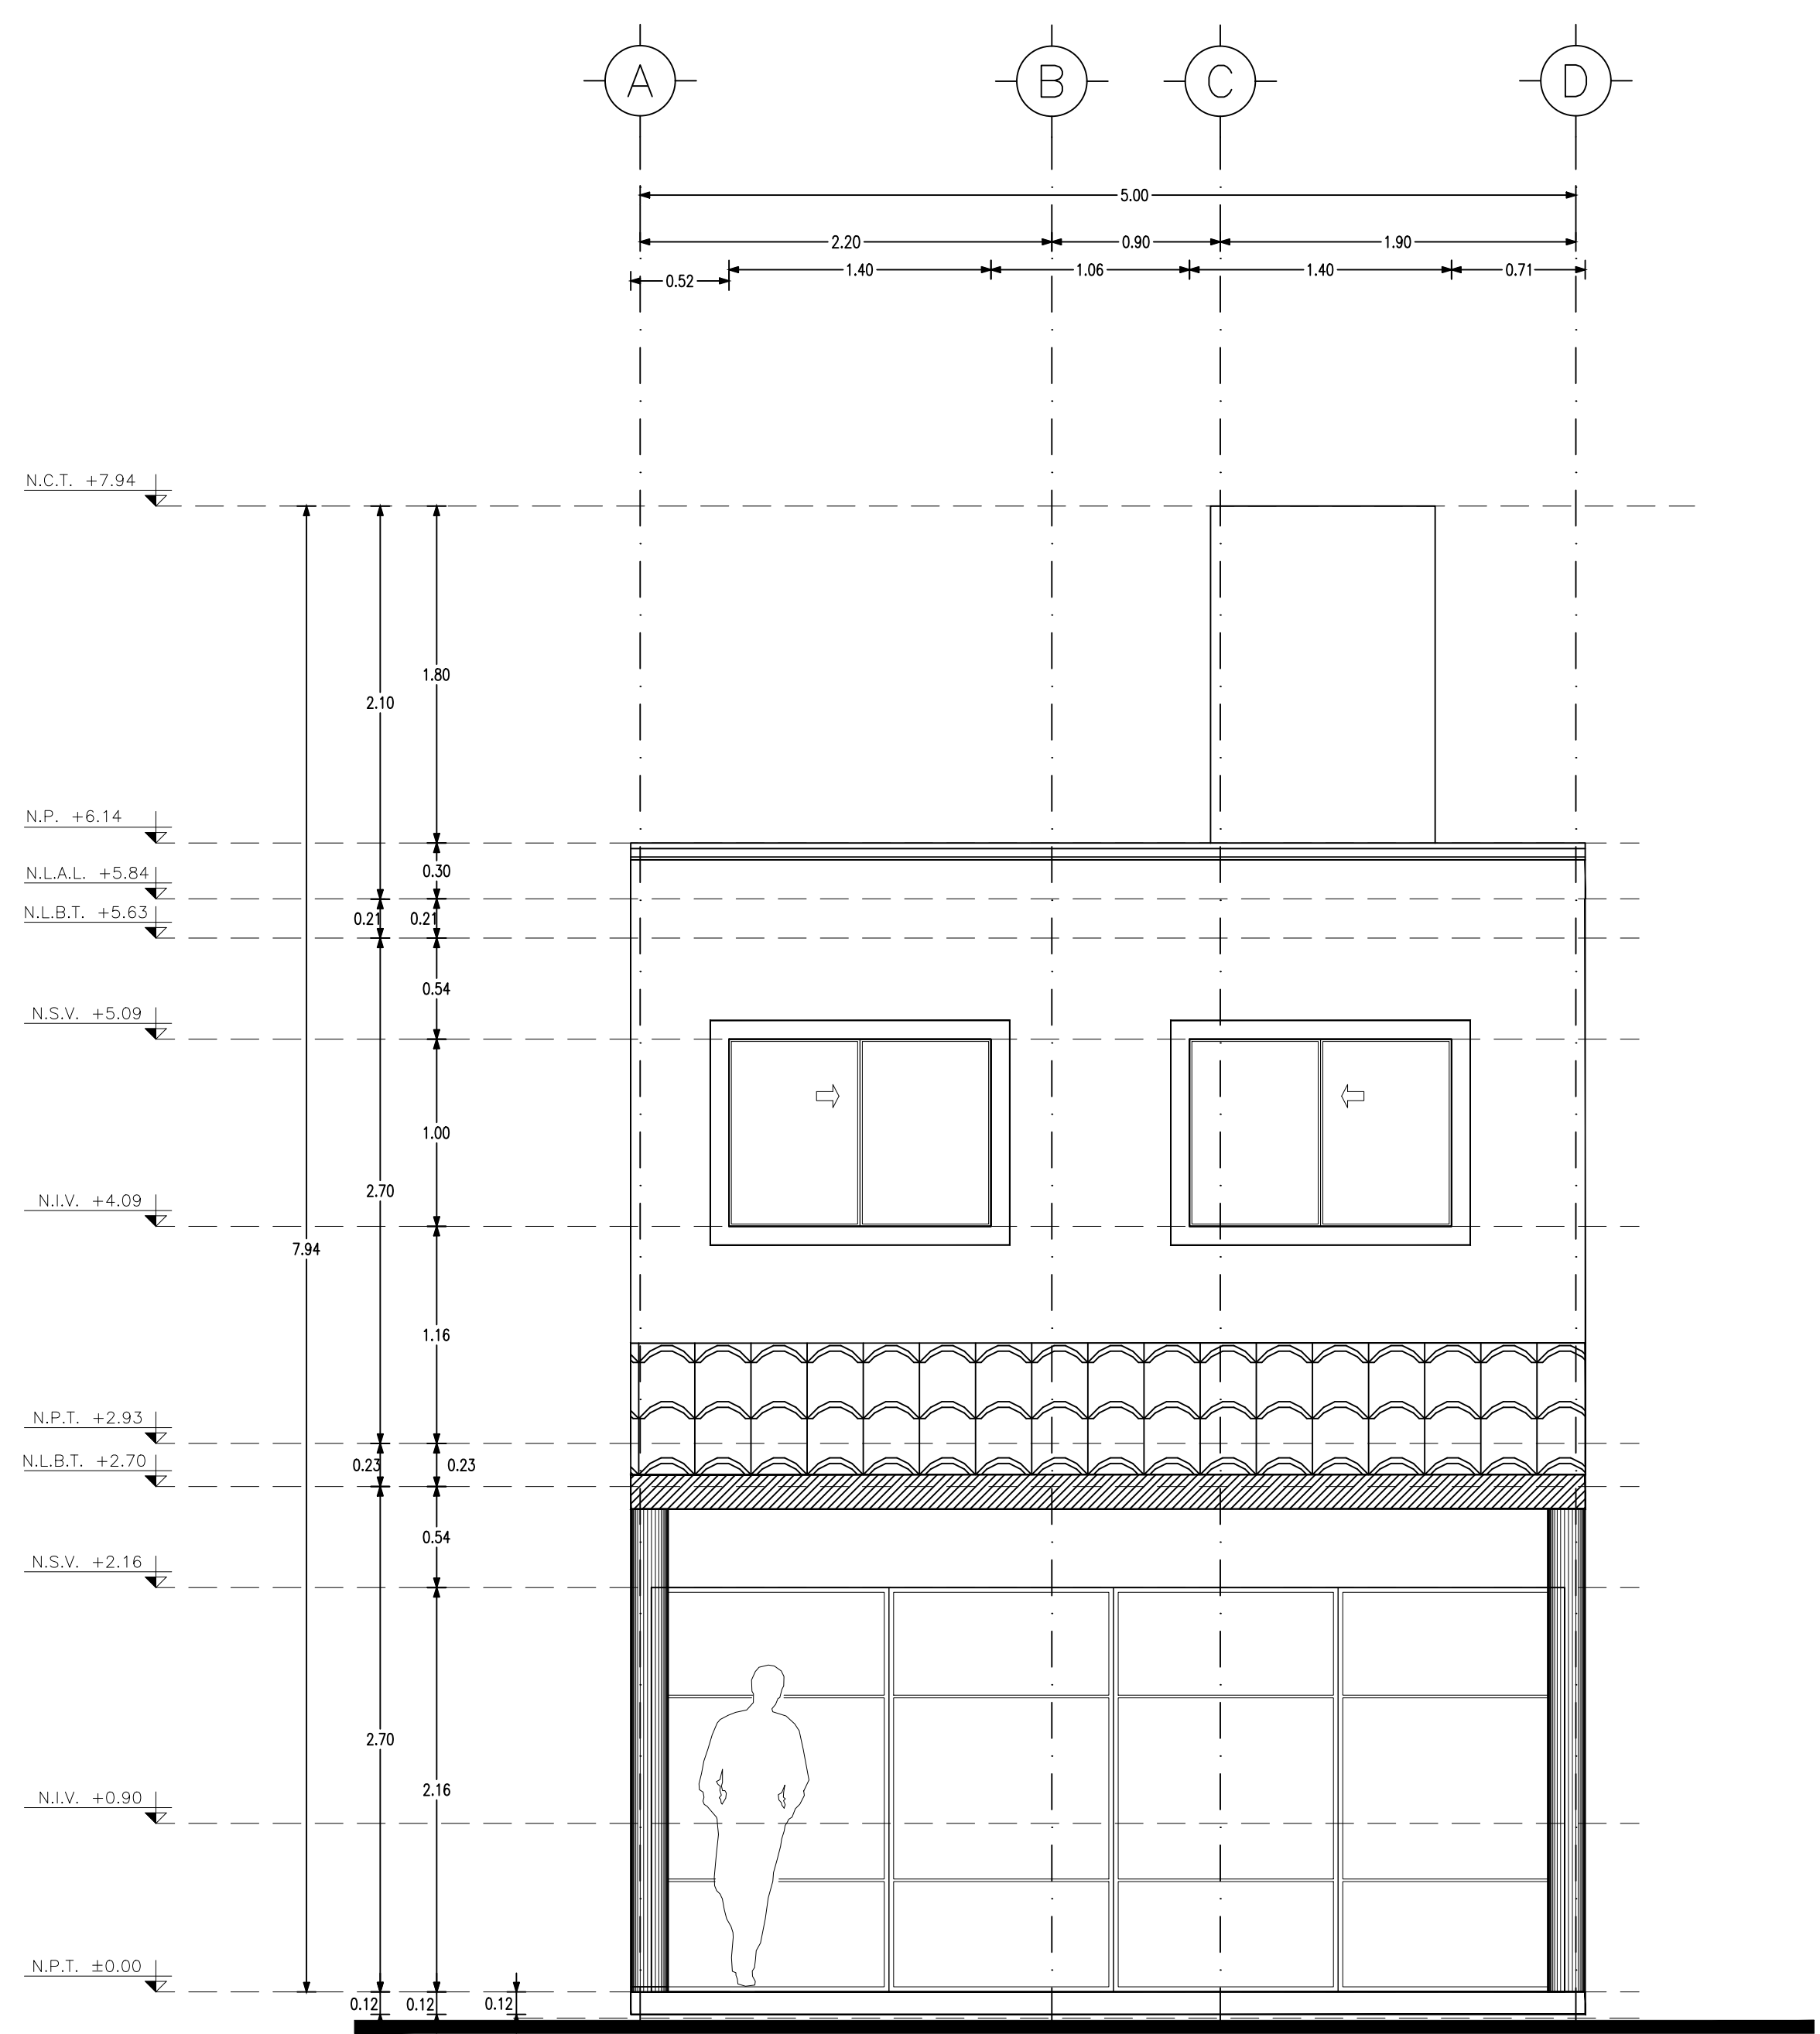 A B C D
5.00
2.20 0.90 1.90
0.52 1.40 1.06 1.40 0.71
N.C.T. +7.94
1.80
2.10
N.P. +6.14
0.30
N.L.A.L. +5.84
0.21 0.21
N.L.B.T. +5.63
0.54
N.S.V. +5.09
1.00
2.70
N.I.V. +4.09
7.94
1.16
N.P.T. +2.93
0.23 0.23
N.L.B.T. +2.70
0.54
N.S.V. +2.16
2.70
2.16
N.I.V. +0.90
N.P.T. ±0.00
0.12 0.12 0.12